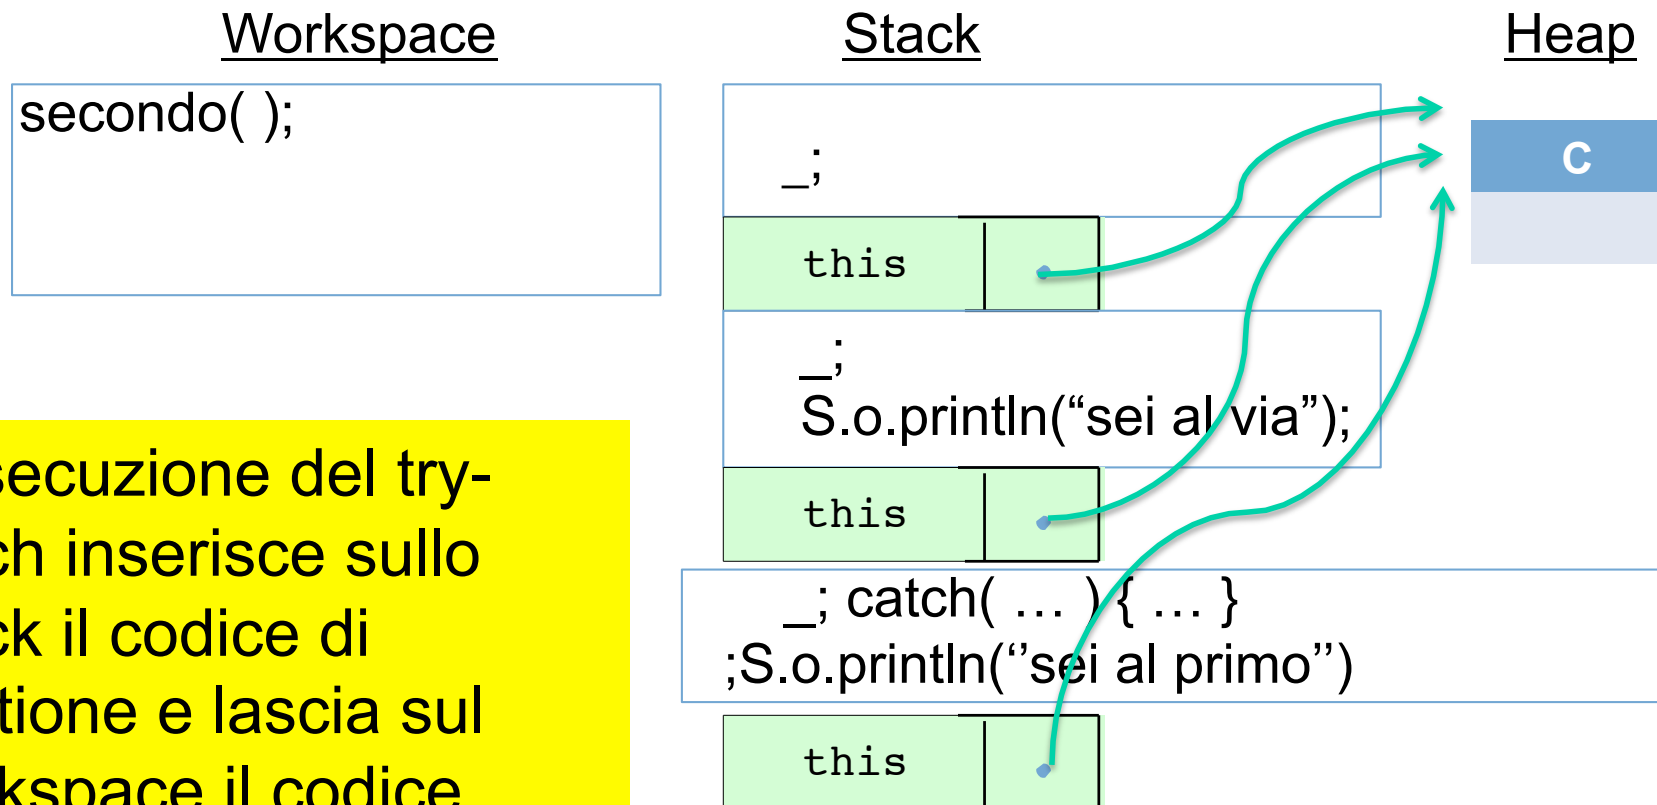 Workspace
Stack
Heap
secondo( );
_;
C
this
_;
S.o.println(“sei al via”);
this
secuzione del try-
ch inserisce sullo
ck il codice di
tione e lascia sul
kspace il codice
_; catch( … ) { … }
;S.o.println(‘’sei al primo’’)
this